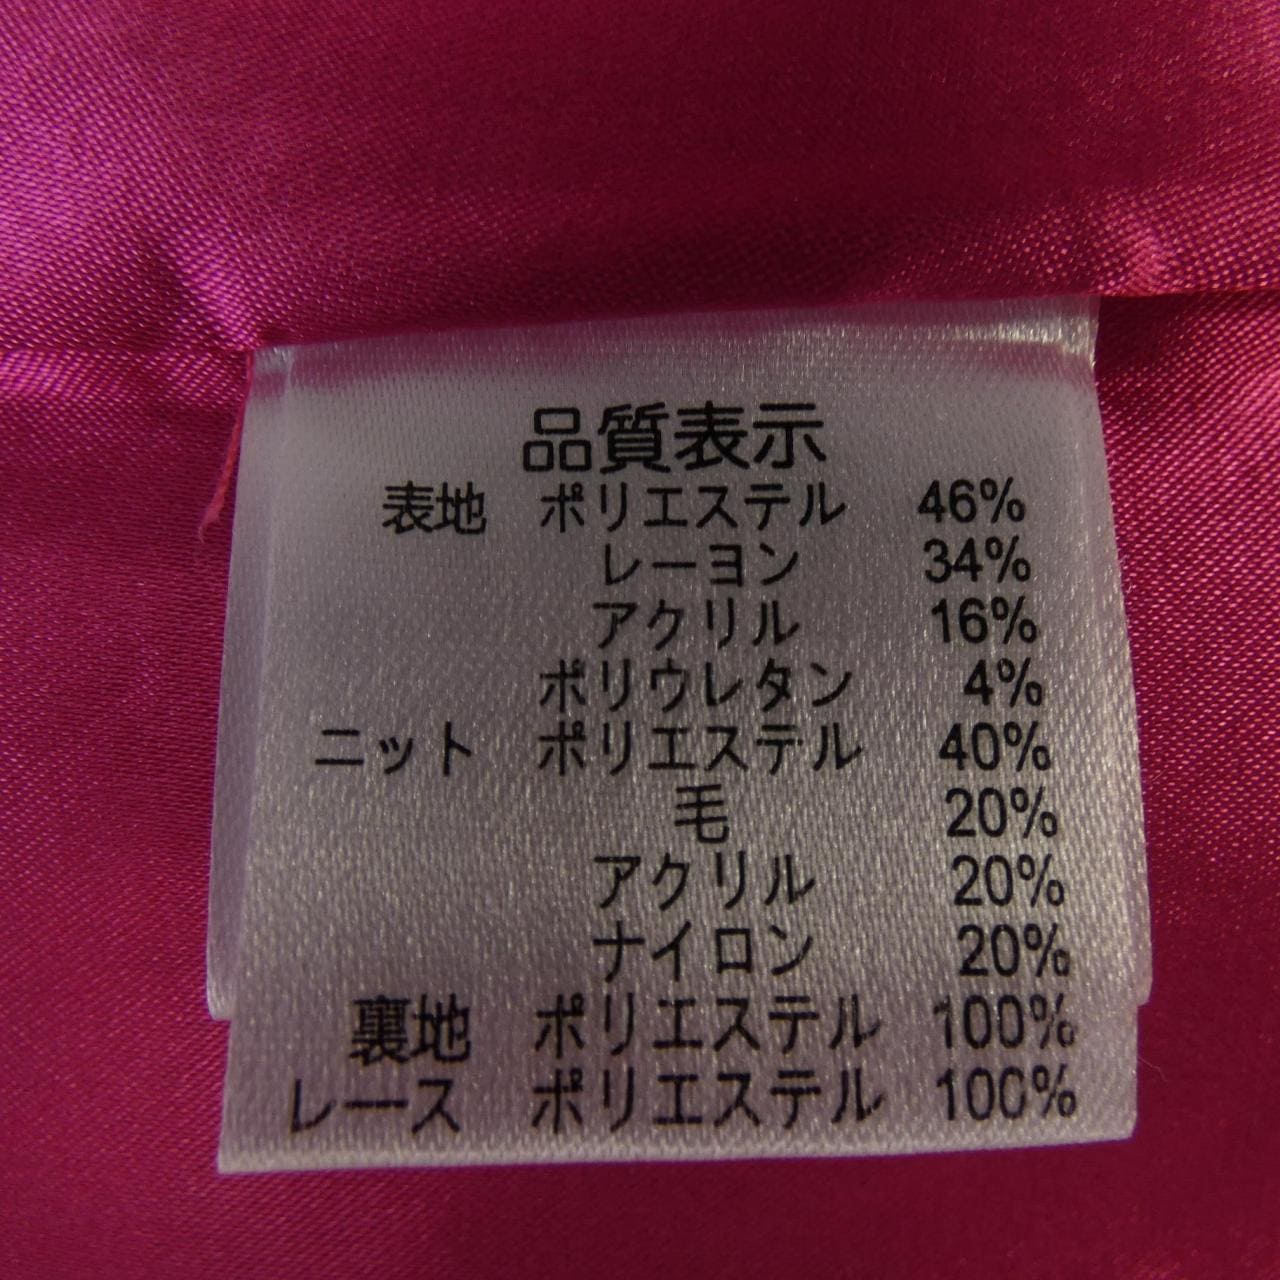 品質表示
表地 ポリエステル 46%
レーヨン 34%
アクリル 16%
ポリウレタン 4%
ニット ポリエステル 40%
毛 20%
アクリル 20%
ナイロン 20%
裏地 ポリエステル 100%
レース ポリエステル 100%